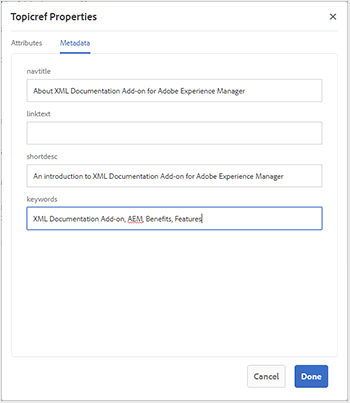 Topicref Properties
Attributes
Metadata
navtitle
About XML Documentation Add-on for Adobe Experience Manager
linktext
shortdesc
An introduction to XML Documentation Add-on for Adobe Experience Manager
keywords
XML Documentation Add-on, AEM, Benefits, Features
Cancel
Done